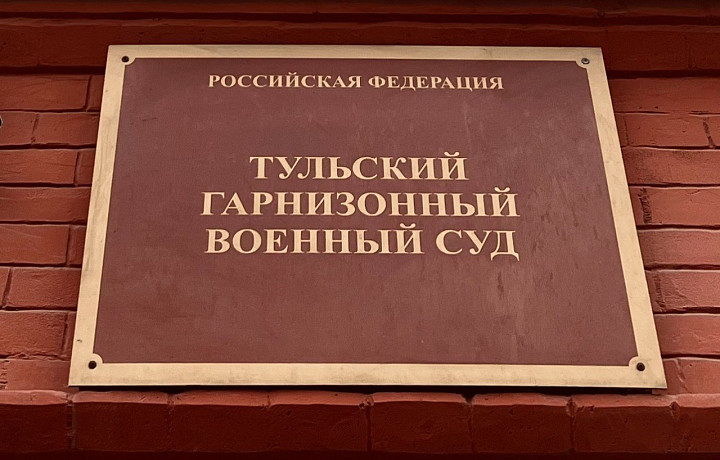 РОССИЙСКАЯ ФЕДЕРАЦИЯ
ТУЛЬСКИЙ
ГАРНИЗОННЫЙ
ВОЕННЫЙ СУД